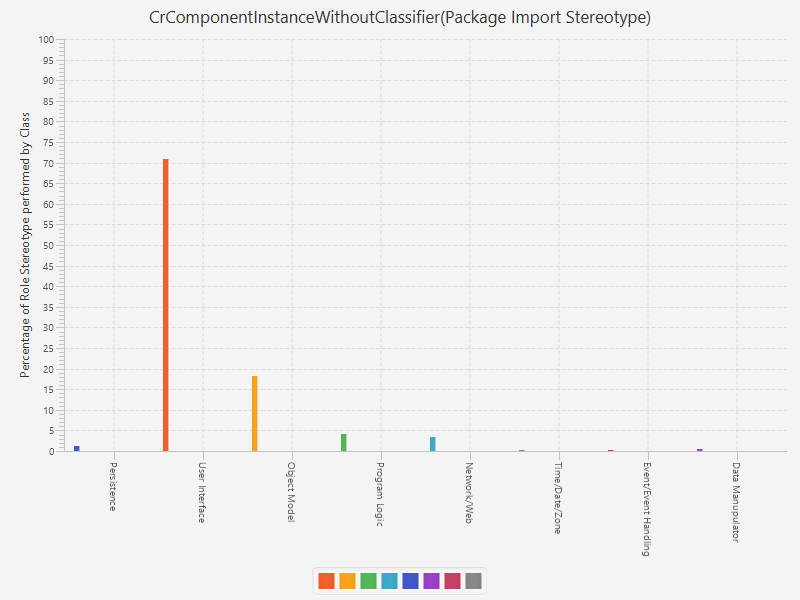 CrComponentInstanceWithoutClassifier(Package Import Stereotype)
Percentage of Role Stereotype performed by Class
100
95
90
85
80
75
70
65
60
55
50
45
40
35
30
25
20
15
10
5
0
Persistence
User Interface
Object Model
Program Logic
Network/Web
Time/Date/Zone
Event/Event Handling
Data Manupulator